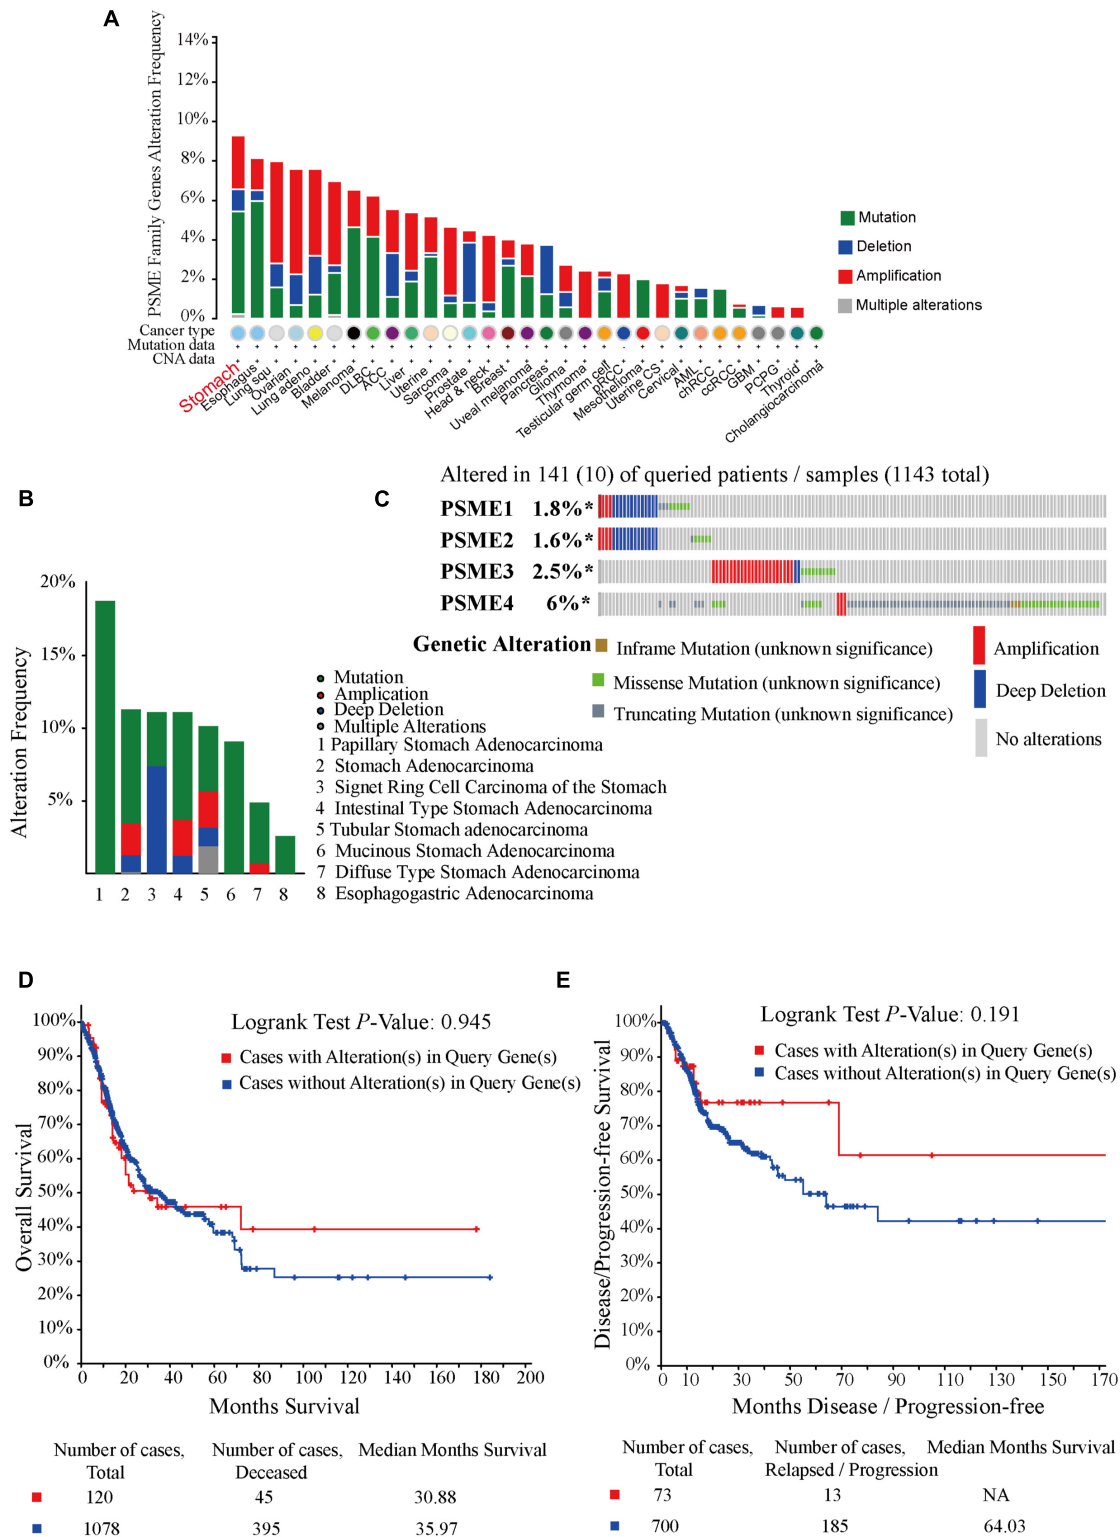 A
PSME Family Genes Alteration Frequency
14%
12%
10%
8%
6%
4%
2%
0%
Mutation
Deletion
Amplification
Multiple alterations
Cancer type
Mutation data
CNA data
Stomach
Esophagus
Lung squ
Ovarian
Lung adeno
Bladder
Melanoma
DLBC
ACC
Liver
Uterine
Sarcoma
Prostate
Head & neck
Breast
Uveal melanoma
Pancreas
Glioma
Thymoma
Testicular germ cell
pRCC
Mesothelioma
Uterine CS
Cervical
AML
chRCC
ccRCC
GBM
PCPG
Thyroid
Cholangiocarcinoma
B
Alteration Frequency
20%
15%
10%
5%
1 2 3 4 5 6 7 8
Mutation
Amplication
Deep Deletion
Multiple Alterations
1 Papillary Stomach Adenocarcinoma
2 Stomach Adenocarcinoma
3 Signet Ring Cell Carcinoma of the Stomach
4 Intestinal Type Stomach Adenocarcinoma
5 Tubular Stomach adenocarcinoma
6 Mucinous Stomach Adenocarcinoma
7 Diffuse Type Stomach Adenocarcinoma
8 Esophagogastric Adenocarcinoma
C
Altered in 141 (10) of queried patients / samples (1143 total)
PSME1 1.8%*
PSME2 1.6%*
PSME3 2.5%*
PSME4 6%*
Genetic Alteration
Inframe Mutation (unknown significance)
Missense Mutation (unknown significance)
Truncating Mutation (unknown significance)
Amplification
Deep Deletion
No alterations
D
Overall Survival
100%
90%
80%
70%
60%
50%
40%
30%
20%
10%
0%
Logrank Test P-Value: 0.945
Cases with Alteration(s) in Query Gene(s)
Cases without Alteration(s) in Query Gene(s)
0 20 40 60 80 100 120 140 160 180 200
Months Survival
Number of cases, Total
Number of cases, Deceased
Median Months Survival
120 45 30.88
1078 395 35.97
E
Disease/Progression-free Survival
100%
90%
80%
70%
60%
50%
40%
30%
20%
10%
0%
Logrank Test P-Value: 0.191
Cases with Alteration(s) in Query Gene(s)
Cases without Alteration(s) in Query Gene(s)
0 10 30 50 70 90 110 130 150 170
Months Disease / Progression-free
Number of cases, Total
Number of cases, Relapsed / Progression
Median Months Survival
73 13 NA
700 185 64.03